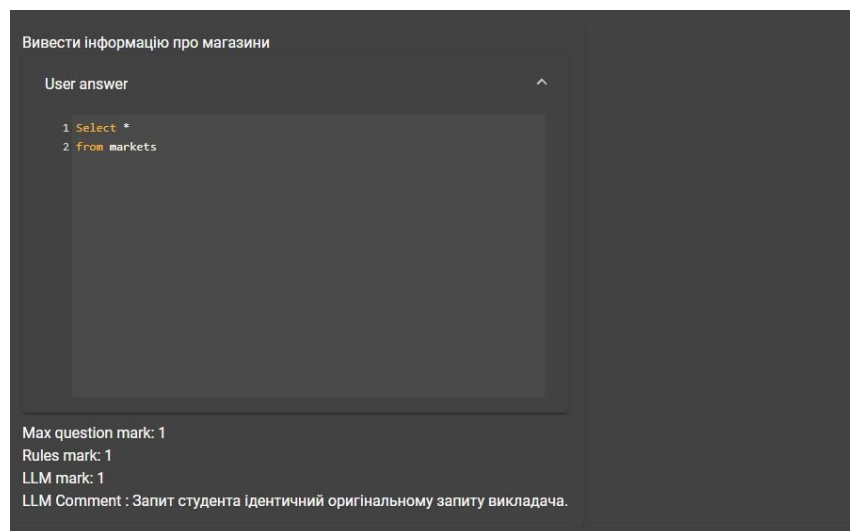 Вивести інформацію про магазини
User answer
1 Select *
2 from markets
Max question mark: 1
Rules mark: 1
LLM mark: 1
LLM Comment : Запит студента ідентичний оригінальному запиту викладача.